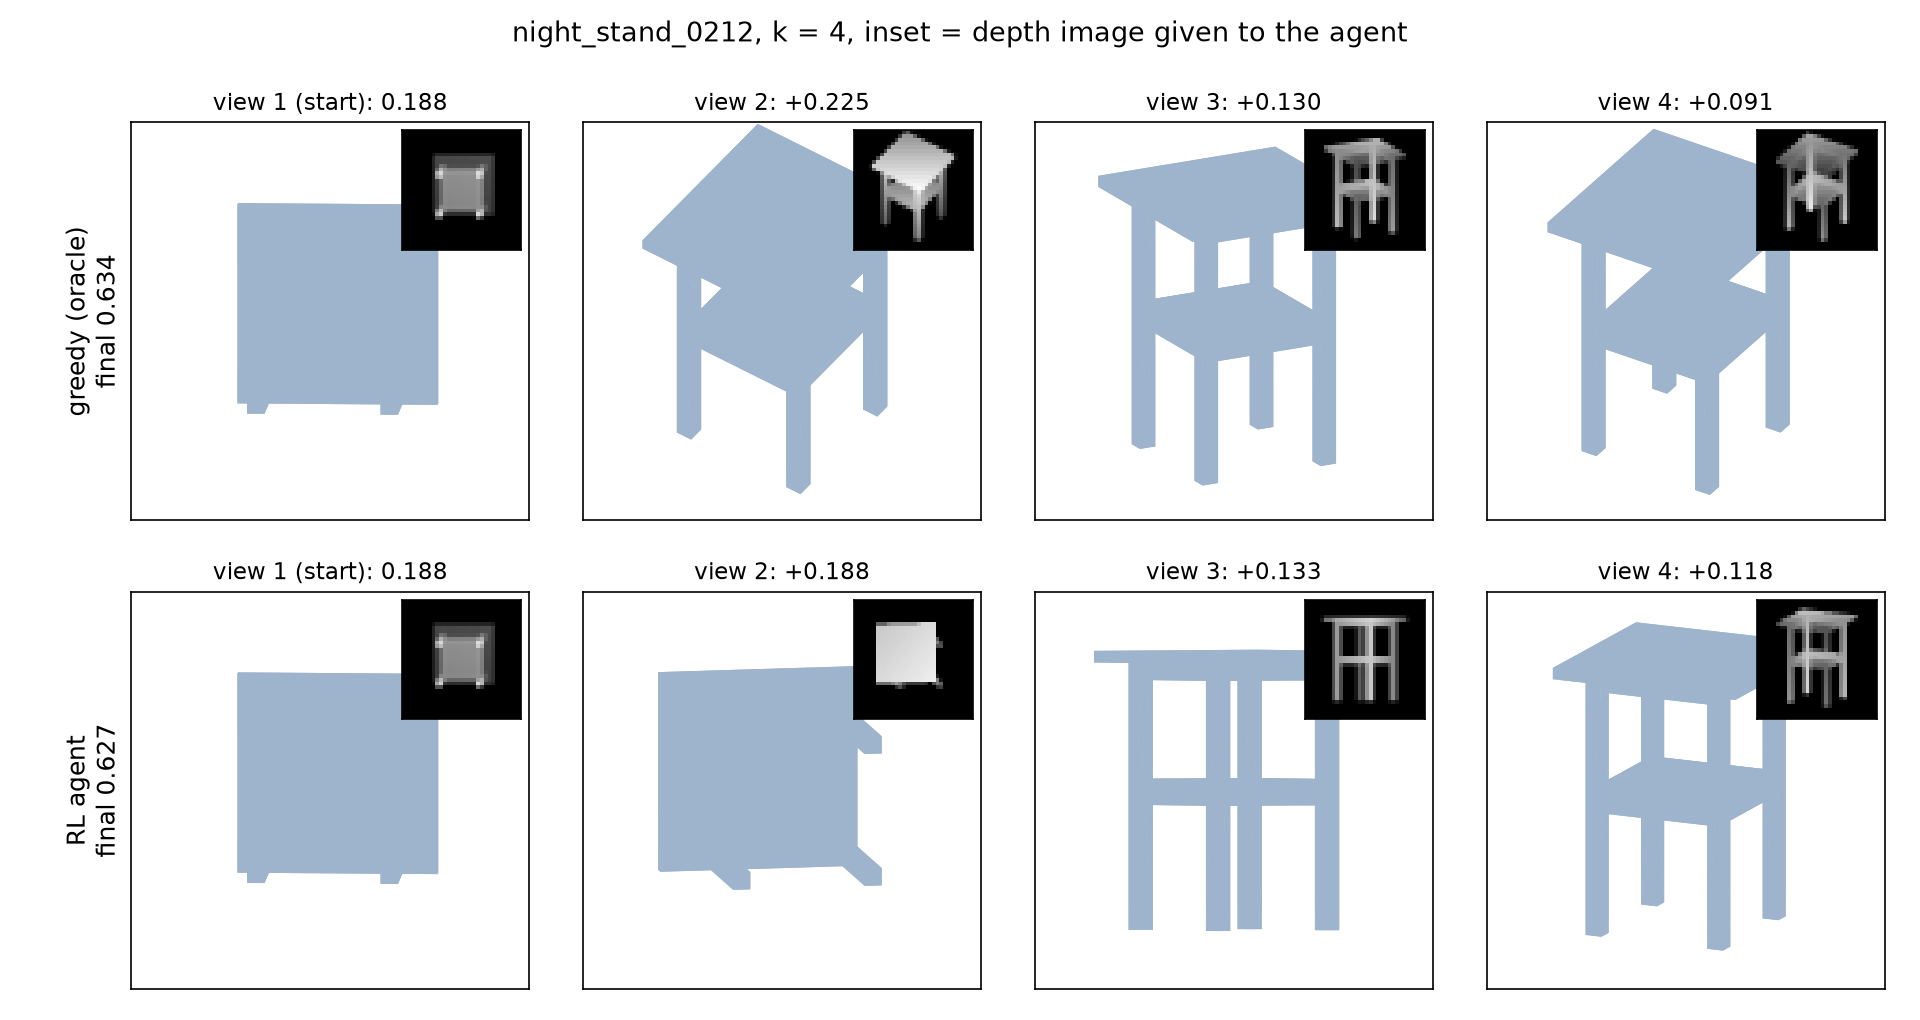 night_stand_0212, k = 4, inset = depth image given to the agent
greedy (oracle)
final 0.634
view 1 (start): 0.188
view 2: +0.225
view 3: +0.130
view 4: +0.091
RL agent
final 0.627
view 1 (start): 0.188
view 2: +0.188
view 3: +0.133
view 4: +0.118